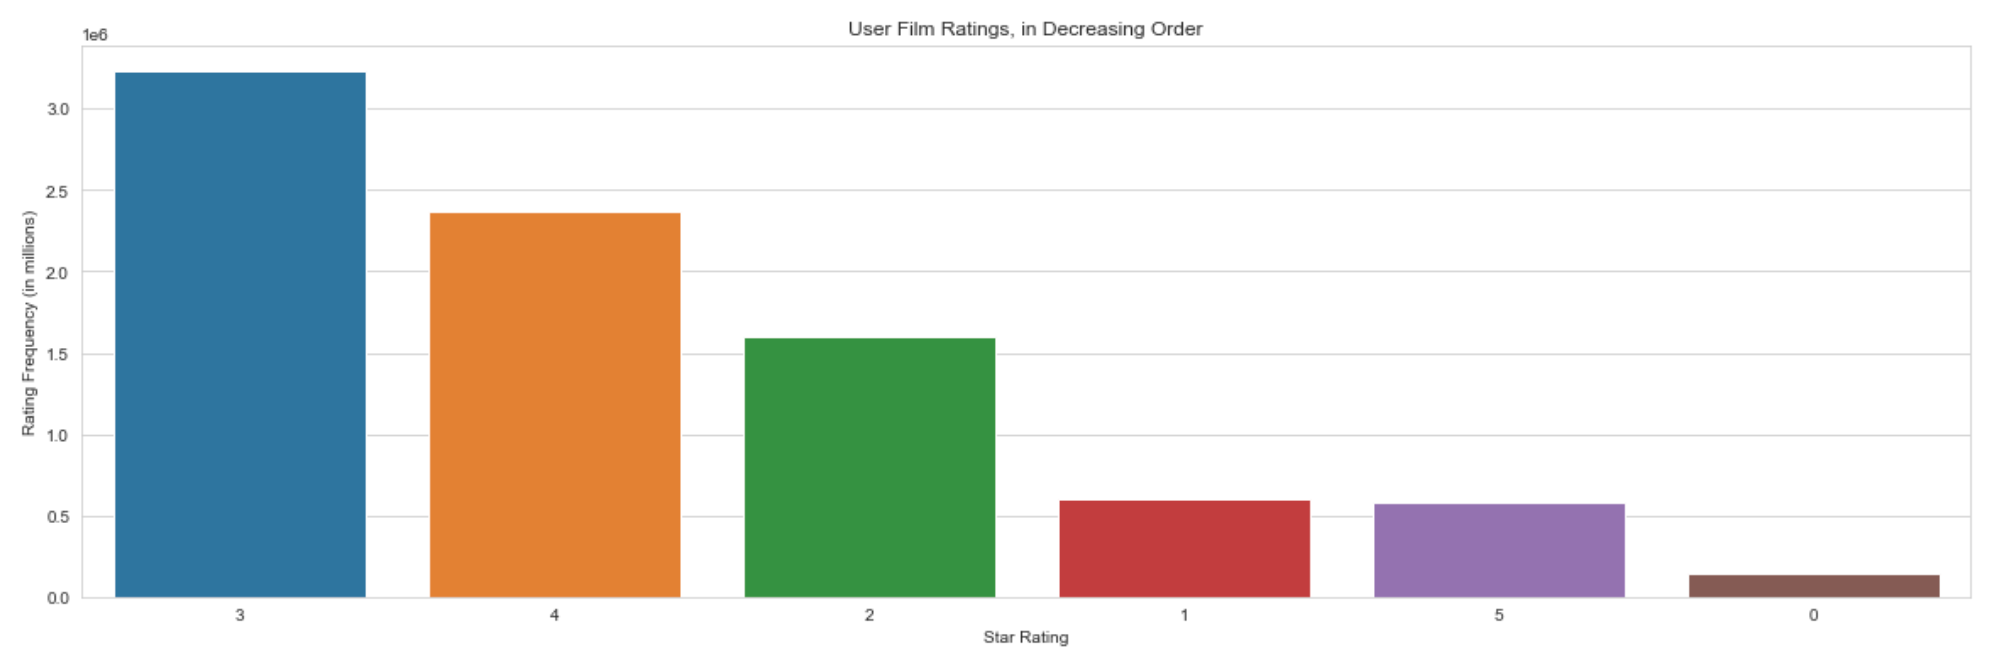 User Film Ratings, in Decreasing Order
1e6
3.0
2.5
2.0
1.5
1.0
0.5
0.0
Rating Frequency (in millions)
3 4 2 1 5 0
Star Rating